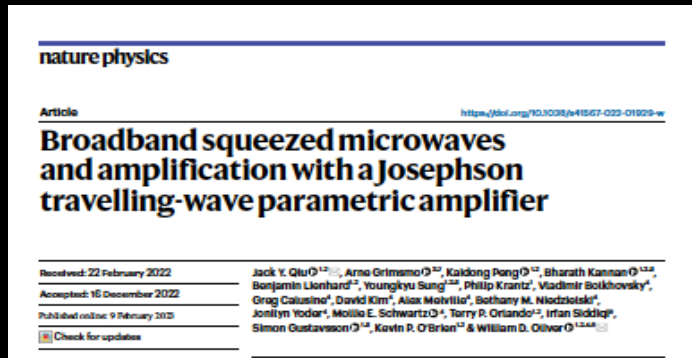 nature physics
Article
https://doi.org/10.1038/s41567-022-01929-w
Broadband squeezed microwaves
and amplification with a Josephson
travelling-wave parametric amplifier
Received: 22 February 2022
Accepted: 16 December 2022
Published online: 9 February 2023
Check for updates
Jack Y. Qiu, Arne Grimsmo, Kaidong Peng, Bharath Kannan,
Benjamin Lienhard, Youngkyu Sung, Philip Krantz, Vladimir Bolkhovsky,
Greg Calusine, David Kim, Alex Melville, Bethany M. Niedzielski,
Jonilyn Yoder, Mollie E. Schwartz, Terry P. Orlando, Irfan Siddiqi,
Simon Gustavsson, Kevin P. O'Brien & William D. Oliver